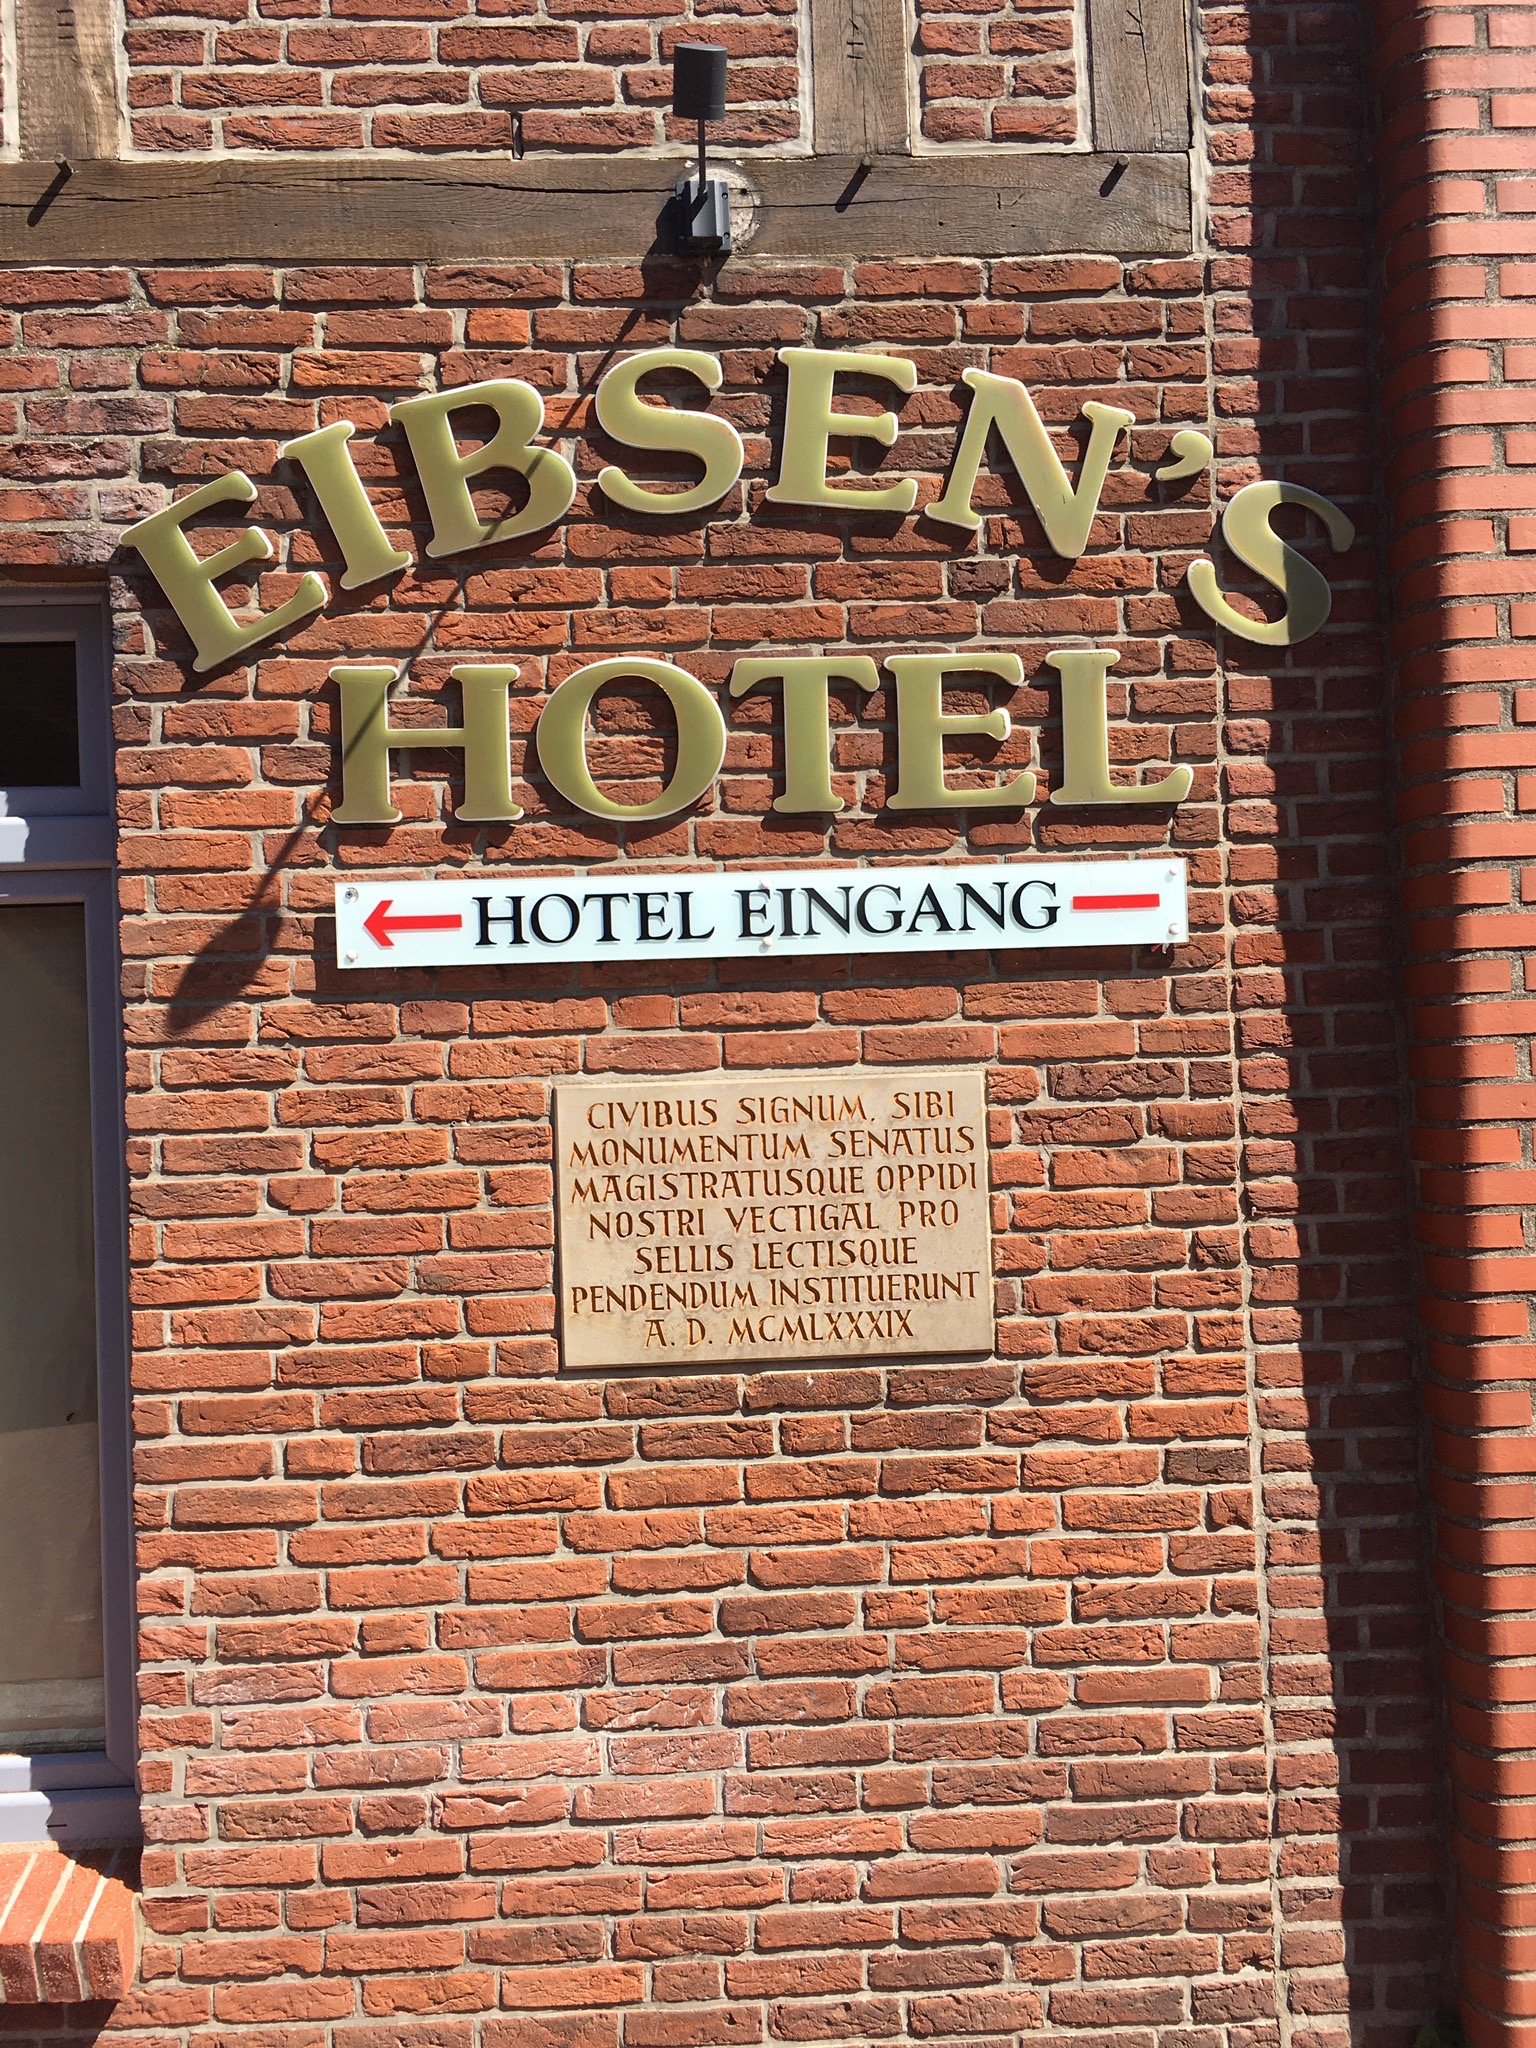 EIBSEN'S
HOTEL
HOTEL EINGANG
CIVIBUS SIGNUM. SIBI
MONUMENTUM SENATUS
MAGISTRATUSQUE OPPIDI
NOSTRI VECTIGAL PRO
SELLIS LECTISQUE
PENDENDUM INSTITUERUNT
A. D. MCMLXXXIX